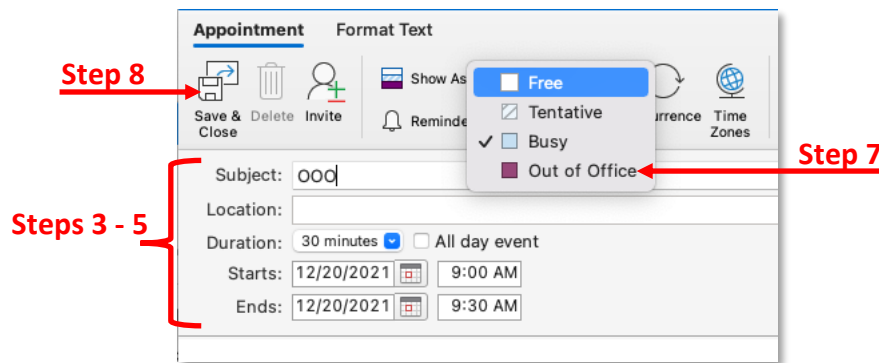 Appointment Format Text
Step 8
Show As
Free
Save & Close
Delete
Invite
Reminde
Tentative
urrence
Time Zones
Busy
Out of Office
Step 7
Steps 3 - 5
Subject: OOO
Location:
Duration: 30 minutes All day event
Starts: 12/20/2021 9:00 AM
Ends: 12/20/2021 9:30 AM